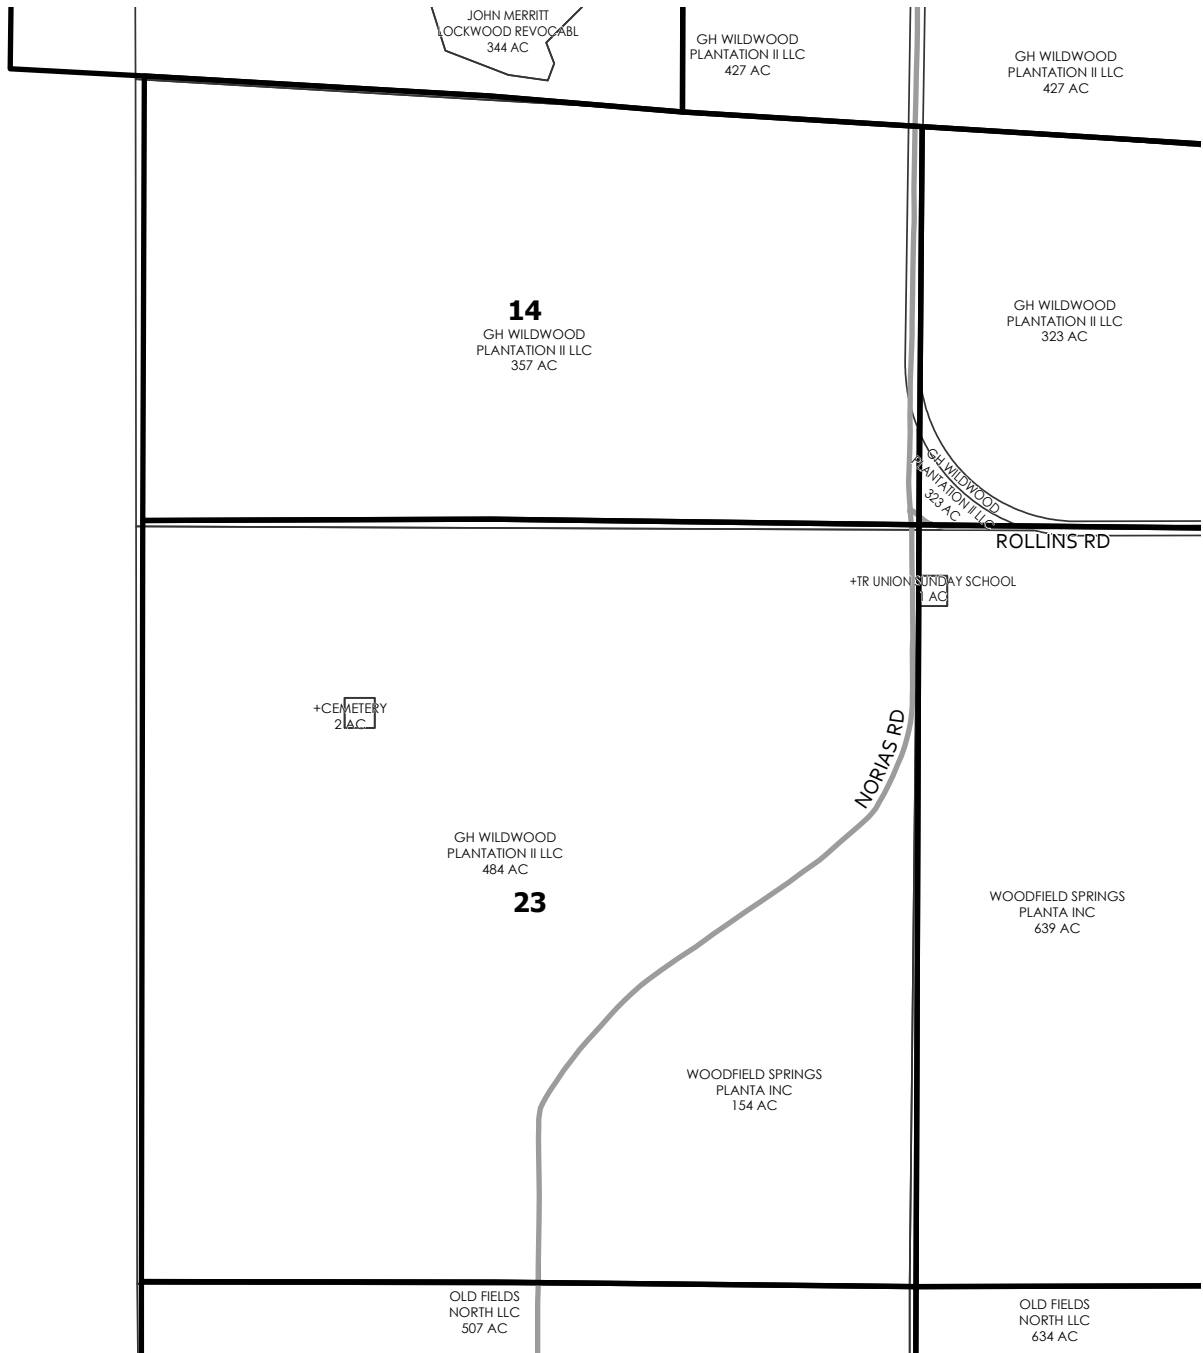 JOHN MERRITT
LOCKWOOD REVOCABL
344 AC
GH WILDWOOD
PLANTATION II LLC
427 AC
GH WILDWOOD
PLANTATION II LLC
427 AC
14
GH WILDWOOD
PLANTATION II LLC
357 AC
GH WILDWOOD
PLANTATION II LLC
323 AC
GH WILDWOOD
PLANTATION II LLC
323 AC
ROLLINS RD
+TR UNION SUNDAY SCHOOL
1 AC
+CEMETERY
2 AC
NORIAS RD
GH WILDWOOD
PLANTATION II LLC
484 AC
23
WOODFIELD SPRINGS
PLANTA INC
639 AC
WOODFIELD SPRINGS
PLANTA INC
154 AC
OLD FIELDS
NORTH LLC
507 AC
OLD FIELDS
NORTH LLC
634 AC